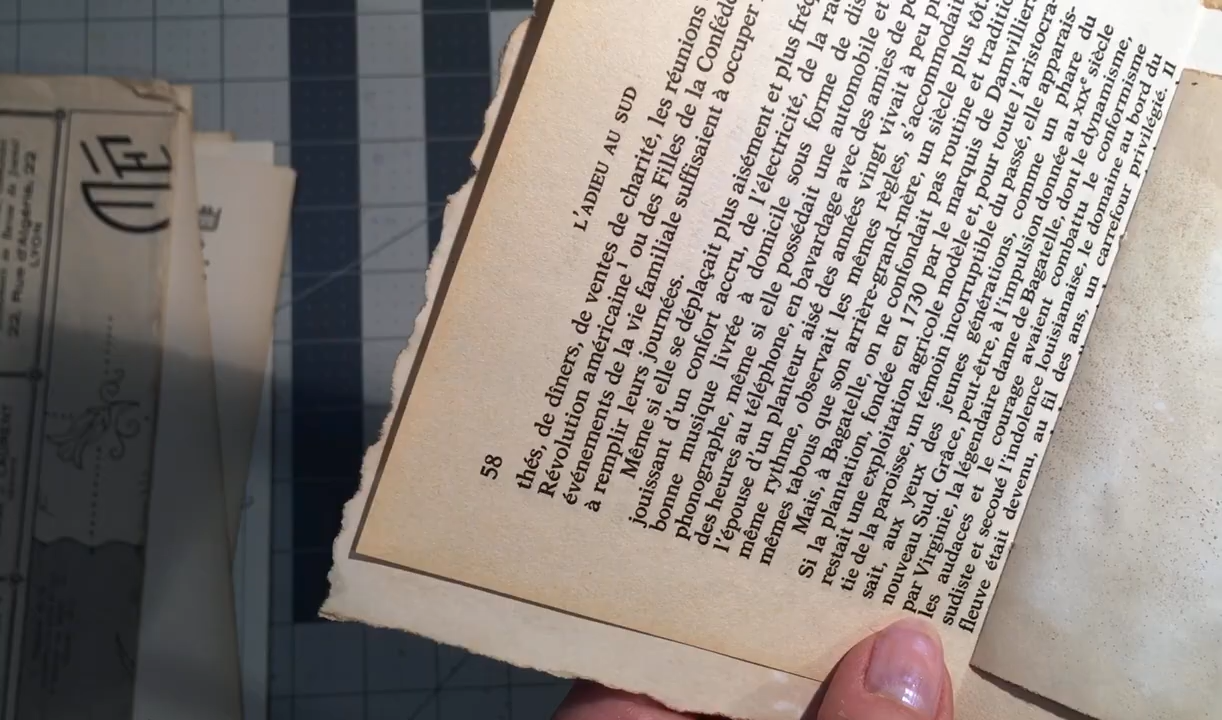 58
L'ADIEU AU SUD
thés, de dîners, de ventes de charité, les réunions
Révolution américaine¹ ou des Filles de la Confédé
événements de la vie familiale suffisaient à occuper
à remplir leurs journées.
Même si elle se déplaçait plus aisément et plus fréq
jouissant d'un confort accru, de l'électricité, de la rad
bonne musique livrée à domicile sous forme de dis
phonographe, même si elle possédait une automobile et
des heures au téléphone, en bavardage avec des amies de po
l'épouse d'un planteur aisé des années vingt vivait à peu pr
même rythme, observait les mêmes règles, s'accommodait
mêmes tabous que son arrière-grand-mère, un siècle plus tôt.
Mais, à Bagatelle, on ne confondait pas routine et traditio
Si la plantation, fondée en 1730 par le marquis de Damvilliers
restait une exploitation agricole modèle et, pour toute l'aristocra-
tie de la paroisse, un témoin incorruptible du passé, elle apparais-
sait, aux yeux des jeunes générations, comme un phare du
nouveau Sud. Grâce, peut-être, à l'impulsion donnée au XIXᵉ siècle
par Virginie, la légendaire dame de Bagatelle, dont le dynamisme,
les audaces et le courage avaient combattu le conformisme
sudiste et secoué l'indolence louisianaise, le domaine au bord du
fleuve était devenu, au fil des ans, un carrefour privilégié. Il
22, Rue d'Algérie, 22
LYON